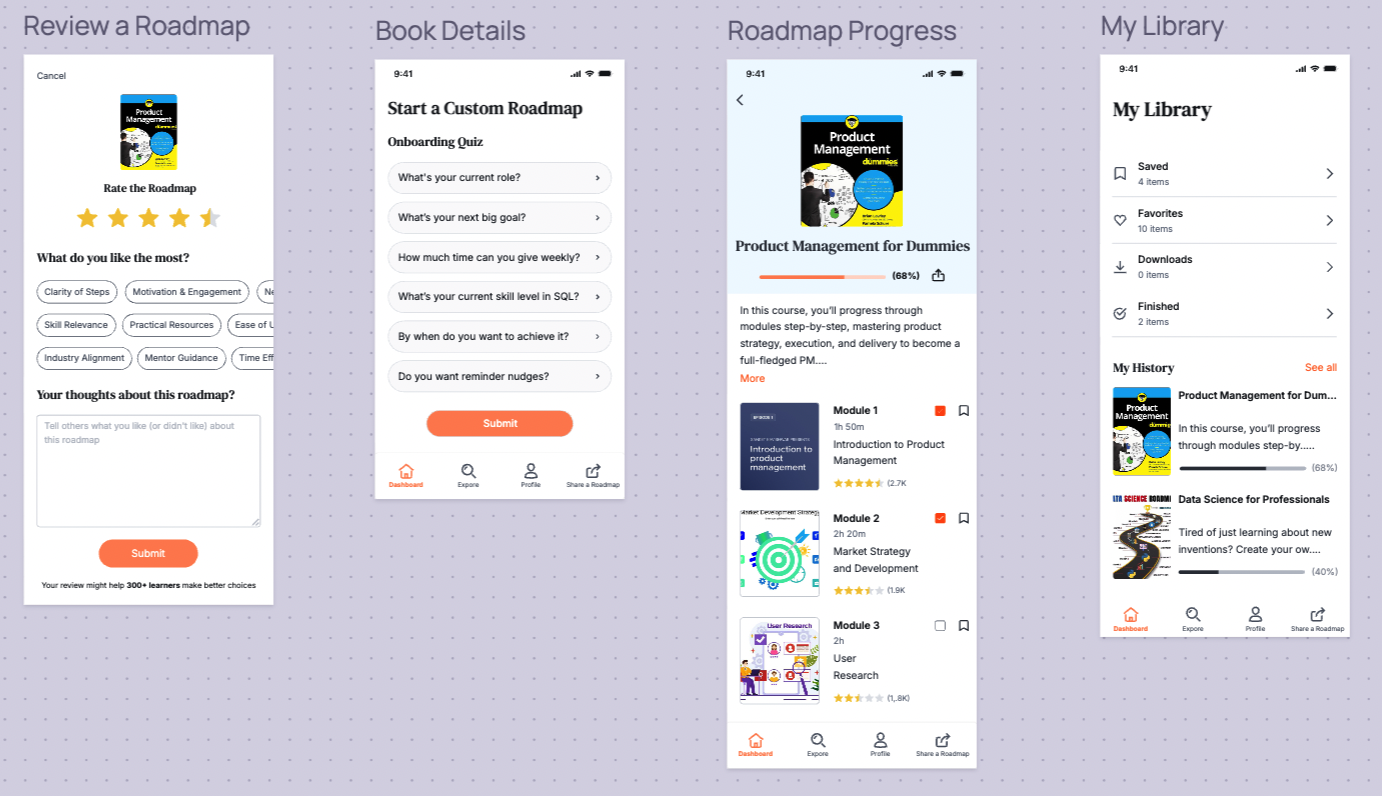 Review a Roadmap
Cancel
Product
Management
dummies
Rate the Roadmap
What do you like the most?
Clarity of Steps
Motivation & Engagement
Ne
Skill Relevance
Practical Resources
Ease of U
Industry Alignment
Mentor Guidance
Time Eff
Your thoughts about this roadmap?
Tell others what you like (or didn't like) about
this roadmap
Submit
Your review might help 300+ learners make better choices
Book Details
9:41
Start a Custom Roadmap
Onboarding Quiz
What's your current role?
What's your next big goal?
How much time can you give weekly?
What's your current skill level in SQL?
By when do you want to achieve it?
Do you want reminder nudges?
Submit
Dashboard
Expore
Profile
Share a Roadmap
Roadmap Progress
9:41
Product
Management
dummies
Product Management for Dummies
(68%)
In this course, you'll progress through
modules step-by-step, mastering product
strategy, execution, and delivery to become a
full-fledged PM....
More
Introduction to
product
management
Module 1
1h 50m
Introduction to Product
Management
(2.7K
Market Development Strategy
Module 2
2h 20m
Market Strategy
and Development
(1.9K
User Research
Module 3
2h
User
Research
(1,.8K)
Dashboard
Expore
Profile
Share a Roadmap
My Library
9:41
My Library
Saved
4 items
Favorites
10 items
Downloads
0 items
Finished
2 items
My History
See all
Product
Management
Product Management for Dum...
In this course, you'll progress
through modules step-by.....
(68%)
TA SCIENCE ROADM
Data Science for Professionals
Tired of just learning about new
inventions? Create your ow....
(40%)
Dashboard
Expore
Profile
Share a Roadmap